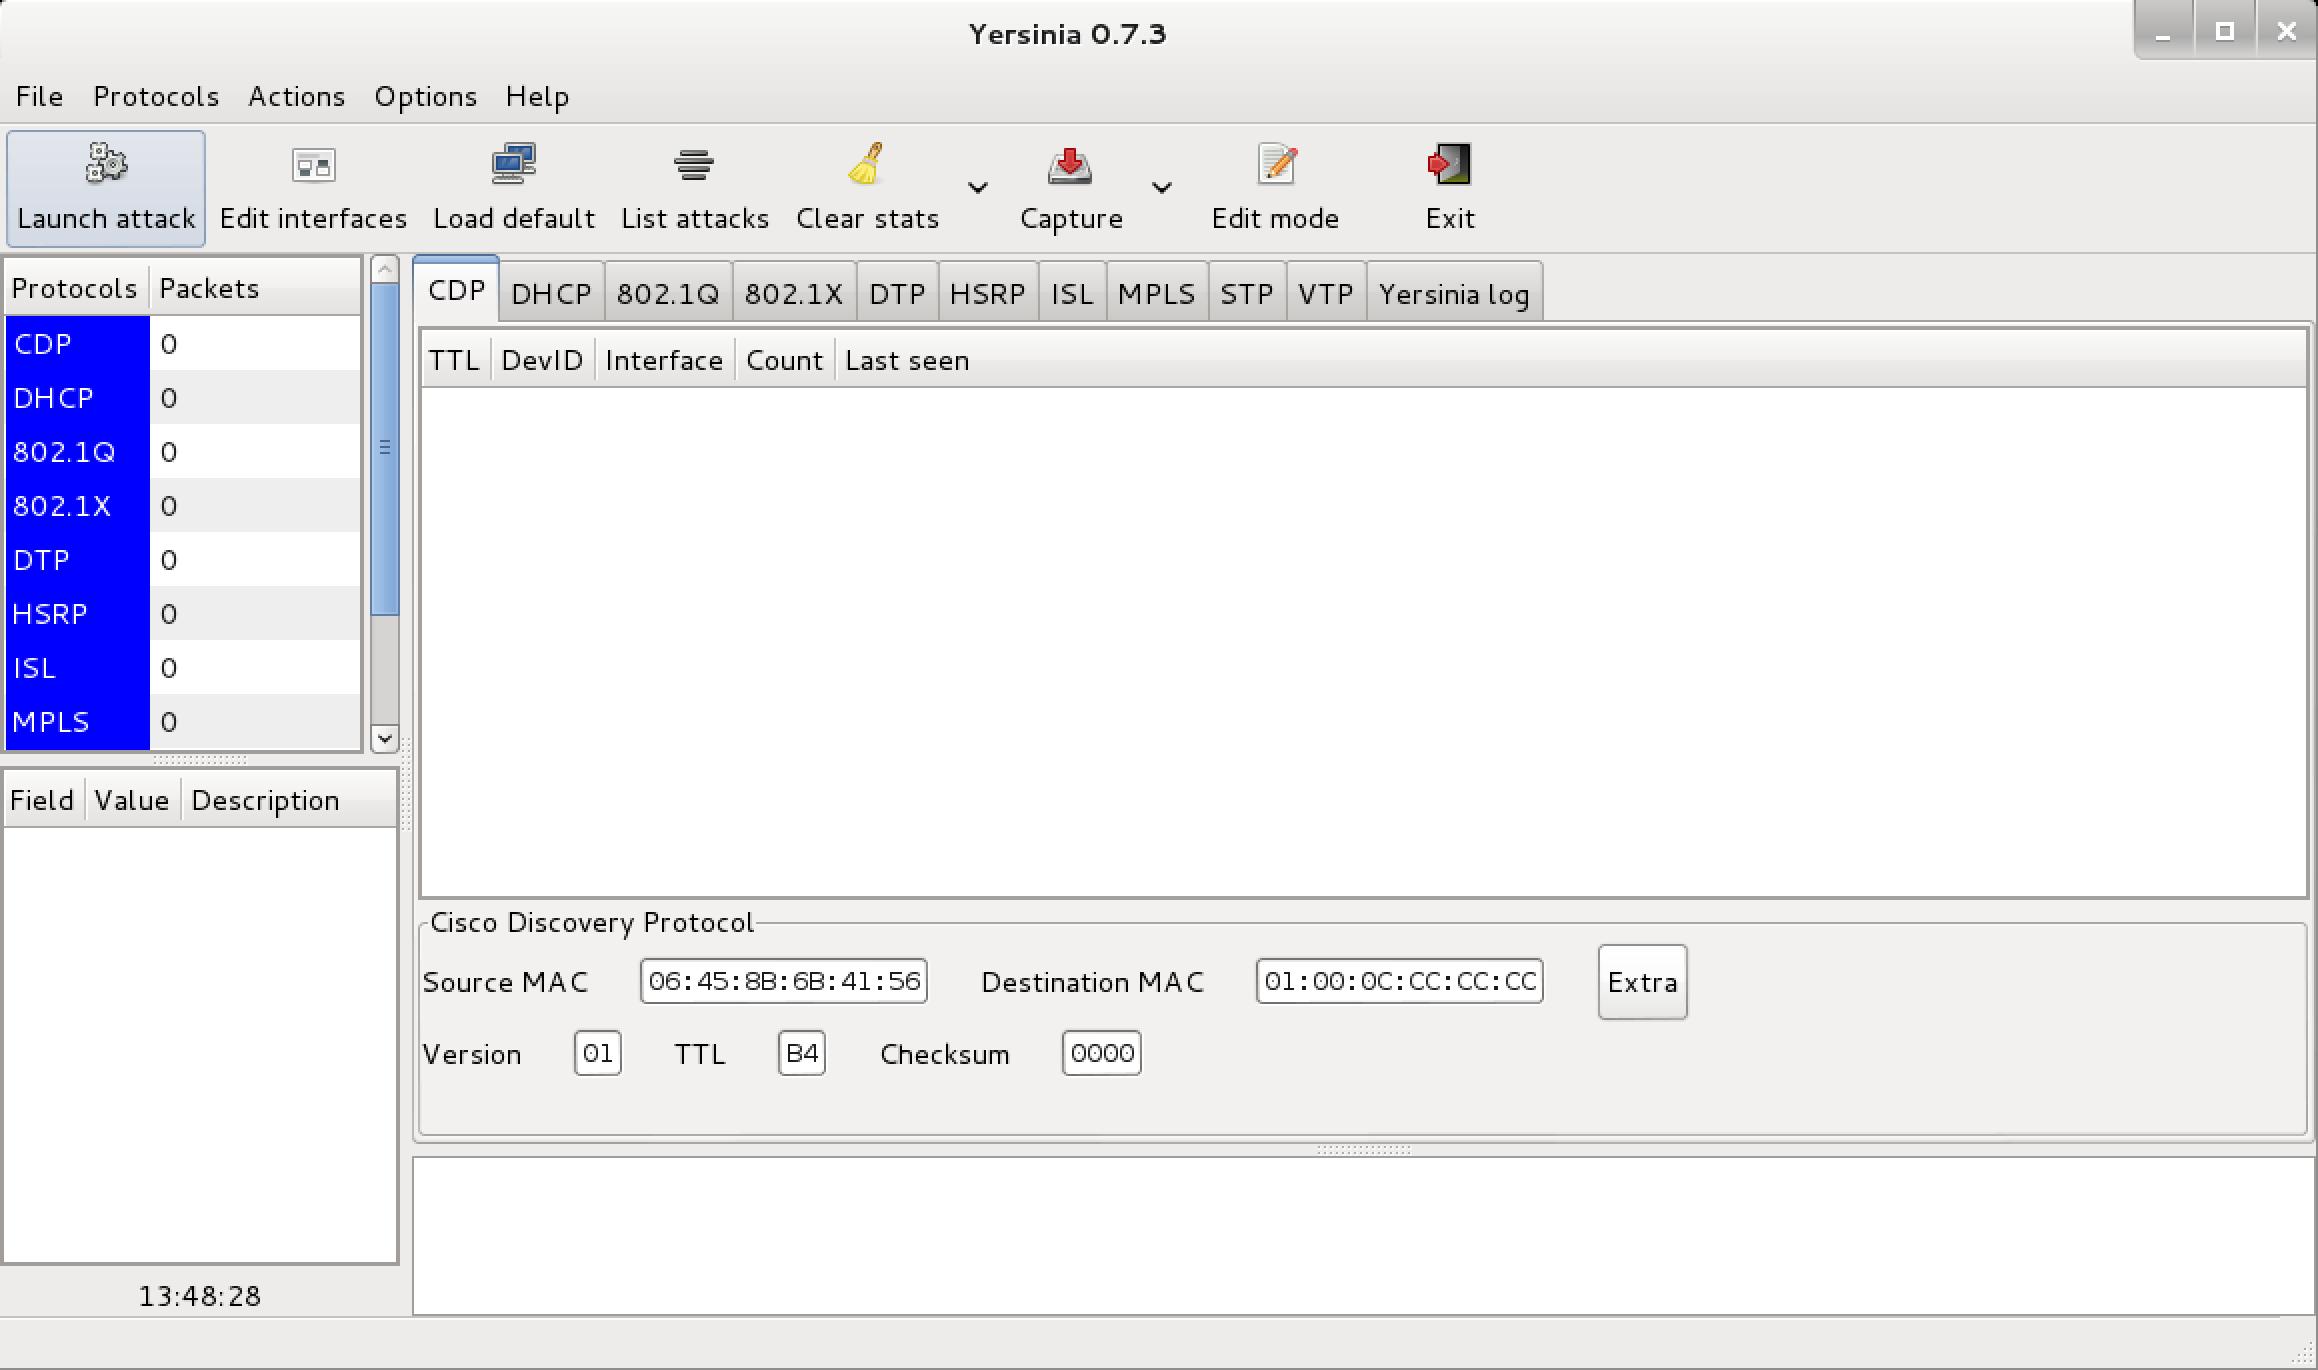 Yersinia 0.7.3
File Protocols Actions Options Help
Launch attack Edit interfaces Load default List attacks Clear stats Capture Edit mode Exit
Protocols Packets
CDP 0
DHCP 0
802.1Q 0
802.1X 0
DTP 0
HSRP 0
ISL 0
MPLS 0
Field Value Description
13:48:28
CDP DHCP 802.1Q 802.1X DTP HSRP ISL MPLS STP VTP Yersinia log
TTL DevID Interface Count Last seen
Cisco Discovery Protocol
Source MAC 06:45:8B:6B:41:56 Destination MAC 01:00:0C:CC:CC:CC Extra
Version 01 TTL B4 Checksum 0000